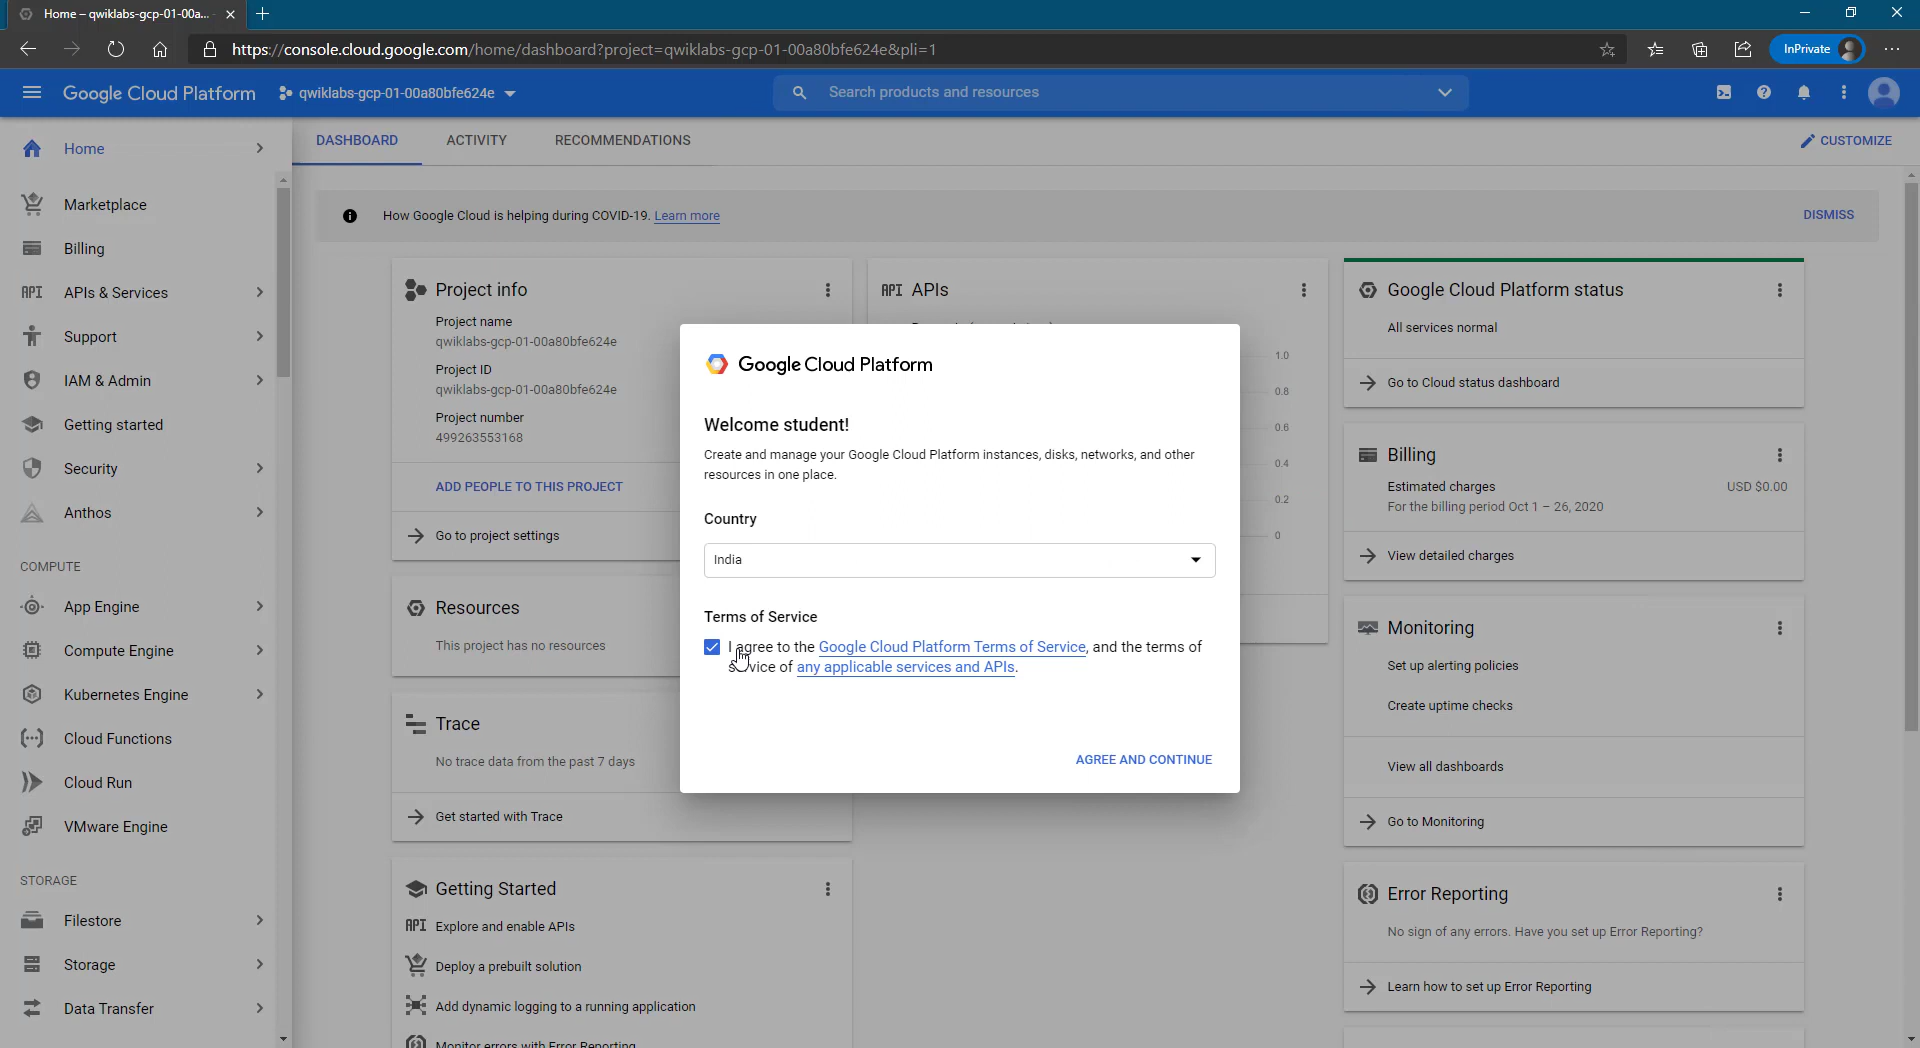 Home – qwiklabs-gcp-01-00a...
https://console.cloud.google.com/home/dashboard?project=qwiklabs-gcp-01-00a80bfe624e&pli=1
InPrivate
Google Cloud Platform
qwiklabs-gcp-01-00a80bfe624e
Search products and resources
Home
Marketplace
Billing
API APIs & Services
Support
IAM & Admin
Getting started
Security
Anthos
COMPUTE
App Engine
Compute Engine
Kubernetes Engine
Cloud Functions
Cloud Run
VMware Engine
STORAGE
Filestore
Storage
Data Transfer
DASHBOARD
ACTIVITY
RECOMMENDATIONS
CUSTOMIZE
How Google Cloud is helping during COVID-19. Learn more
DISMISS
Project info
Project name
qwiklabs-gcp-01-00a80bfe624e
Project ID
qwiklabs-gcp-01-00a80bfe624e
Project number
499263553168
ADD PEOPLE TO THIS PROJECT
Go to project settings
Resources
This project has no resources
Trace
No trace data from the past 7 days
Get started with Trace
Getting Started
API Explore and enable APIs
Deploy a prebuilt solution
Add dynamic logging to a running application
Monitor errors with Error Reporting
API APIs
1.0
0.8
0.6
0.4
0.2
0
Google Cloud Platform
Welcome student!
Create and manage your Google Cloud Platform instances, disks, networks, and other
resources in one place.
Country
India
Terms of Service
I agree to the Google Cloud Platform Terms of Service, and the terms of
service of any applicable services and APIs.
AGREE AND CONTINUE
Google Cloud Platform status
All services normal
Go to Cloud status dashboard
Billing
Estimated charges
USD $0.00
For the billing period Oct 1 – 26, 2020
View detailed charges
Monitoring
Set up alerting policies
Create uptime checks
View all dashboards
Go to Monitoring
Error Reporting
No sign of any errors. Have you set up Error Reporting?
Learn how to set up Error Reporting